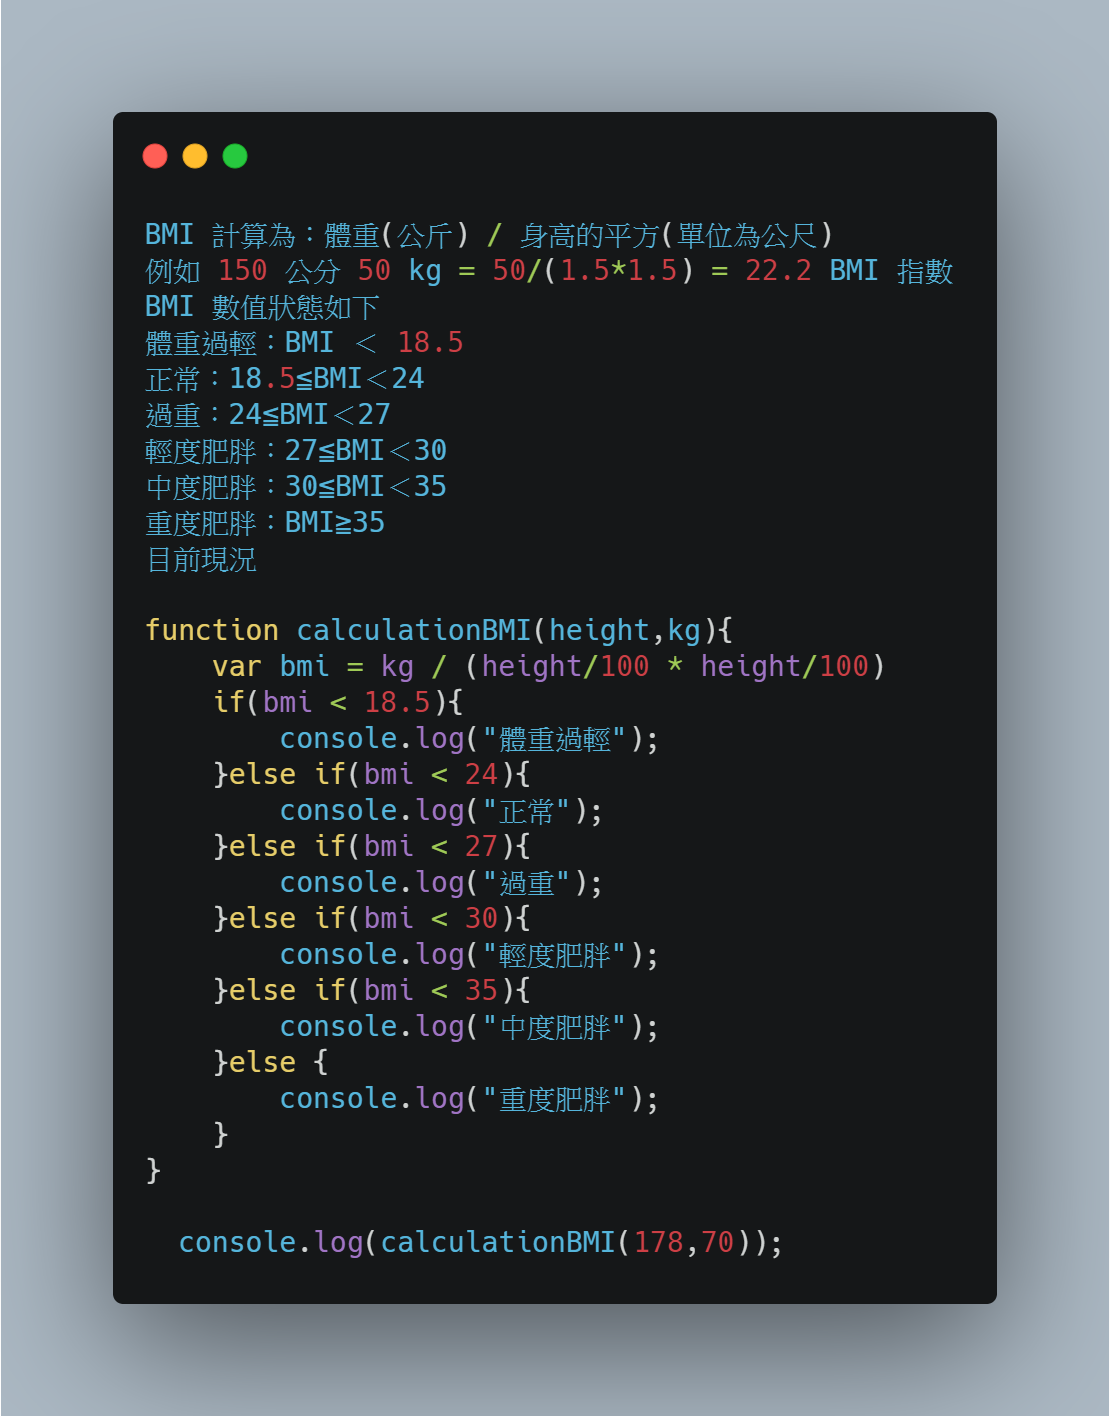 BMI 計算為：體重(公斤) / 身高的平方(單位為公尺)
例如 150 公分 50 kg = 50/(1.5*1.5) = 22.2 BMI 指數
BMI 數值狀態如下
體重過輕：BMI ＜ 18.5
正常：18.5≦BMI＜24
過重：24≦BMI＜27
輕度肥胖：27≦BMI＜30
中度肥胖：30≦BMI＜35
重度肥胖：BMI≧35
目前現況

function calculationBMI(height,kg){
    var bmi = kg / (height/100 * height/100)
    if(bmi < 18.5){
        console.log("體重過輕");
    }else if(bmi < 24){
        console.log("正常");
    }else if(bmi < 27){
        console.log("過重");
    }else if(bmi < 30){
        console.log("輕度肥胖");
    }else if(bmi < 35){
        console.log("中度肥胖");
    }else {
        console.log("重度肥胖");
    }
}

  console.log(calculationBMI(178,70));